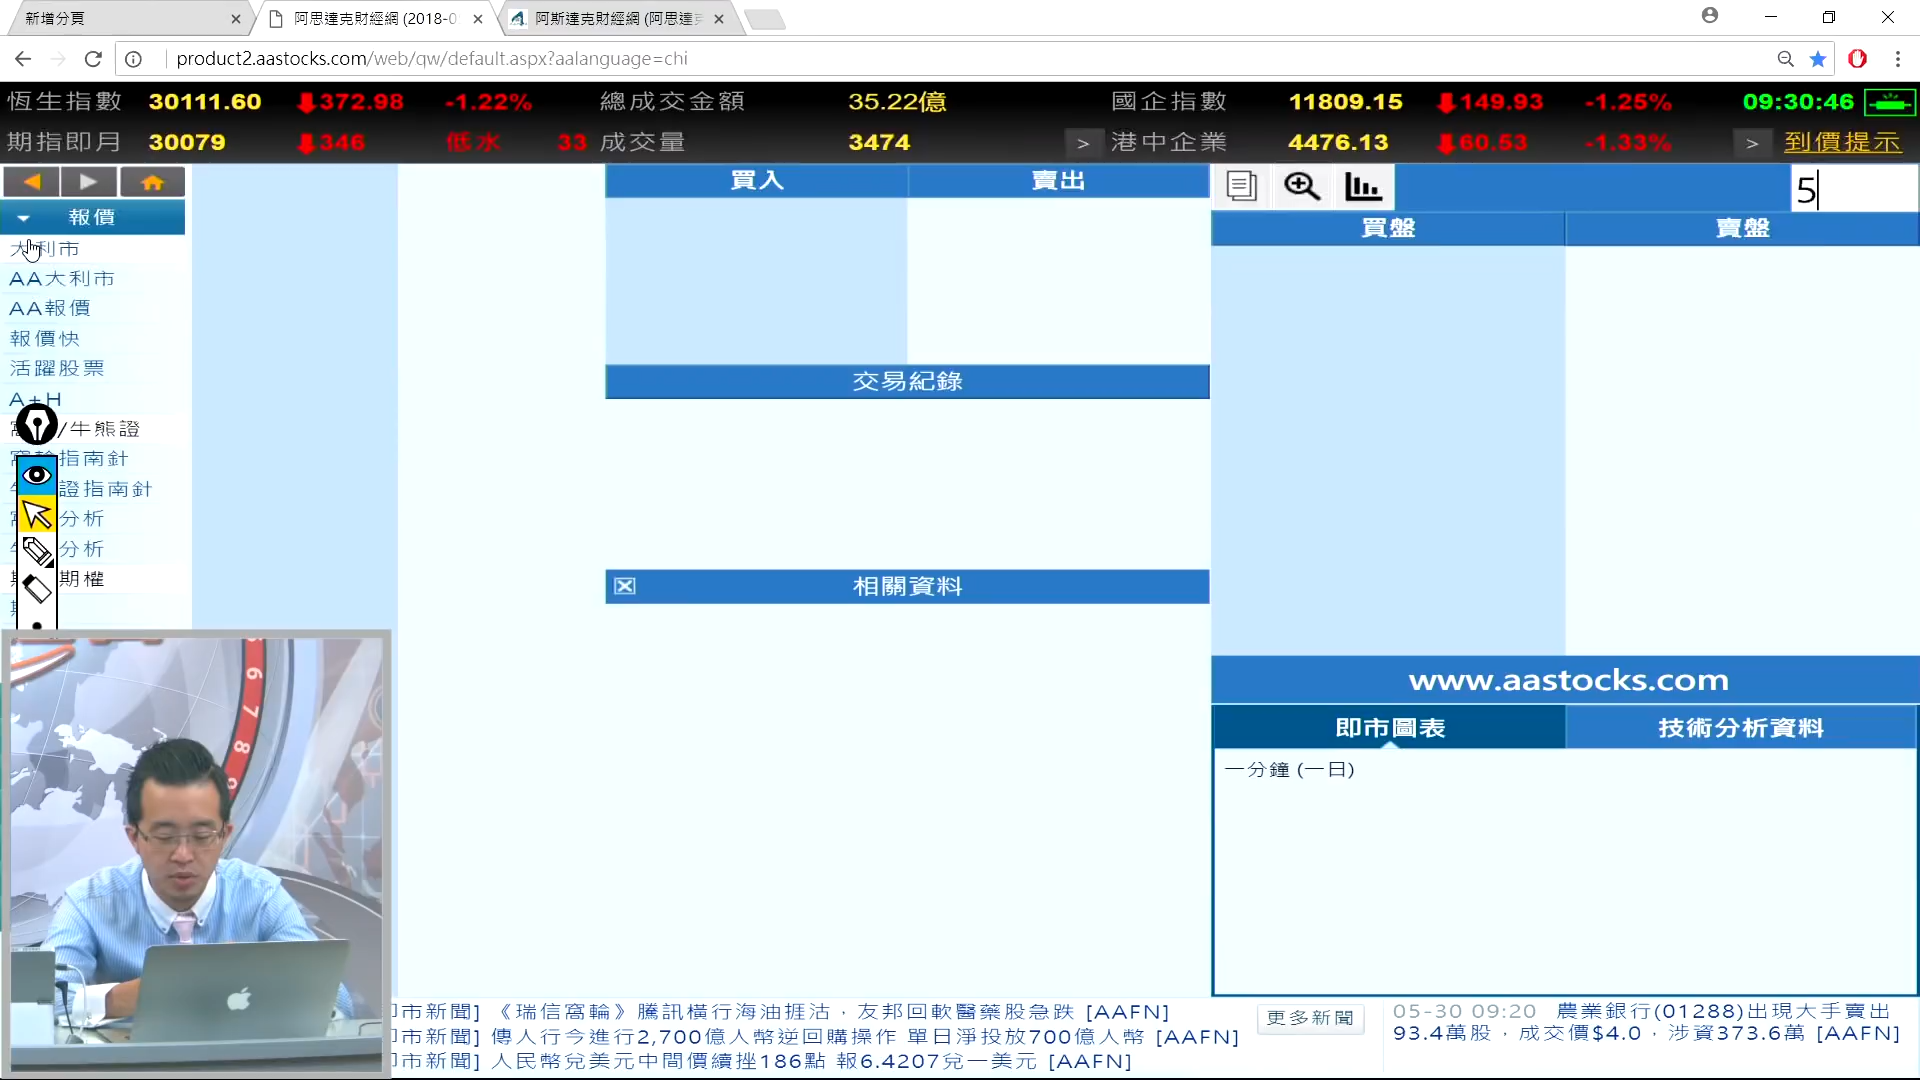 新增分頁
阿思達克財經網 (2018-0
阿斯達克財經網 (阿思達克
product2.aastocks.com/web/qw/default.aspx?aalanguage=chi
恆生指數 30111.60 372.98 -1.22% 總成交金額 35.22億 國企指數 11809.15 149.93 -1.25% 09:30:46
期指即月 30079 346 低水 33 成交量 3474 > 港中企業 4476.13 60.53 -1.33% > 到價提示
買入 賣出 5
報價 買盤 賣盤
大利市
AA大利市
AA報價
報價快
活躍股票
交易紀錄
A+H
/牛熊證
窩輪指南針
證指南針
分析
分析
期權
相關資料
www.aastocks.com
即市圖表 技術分析資料
一分鐘 (一日)
6
7
8
9
市新聞] 《瑞信窩輪》騰訊橫行海油捱沽，友邦回軟醫藥股急跌 [AAFN]
市新聞] 傳人行今進行2,700億人幣逆回購操作 單日淨投放700億人幣 [AAFN]
市新聞] 人民幣兌美元中間價續挫186點 報6.4207兌一美元 [AAFN]
更多新聞
05-30 09:20 農業銀行(01288)出現大手賣出
93.4萬股，成交價$4.0，涉資373.6萬 [AAFN]